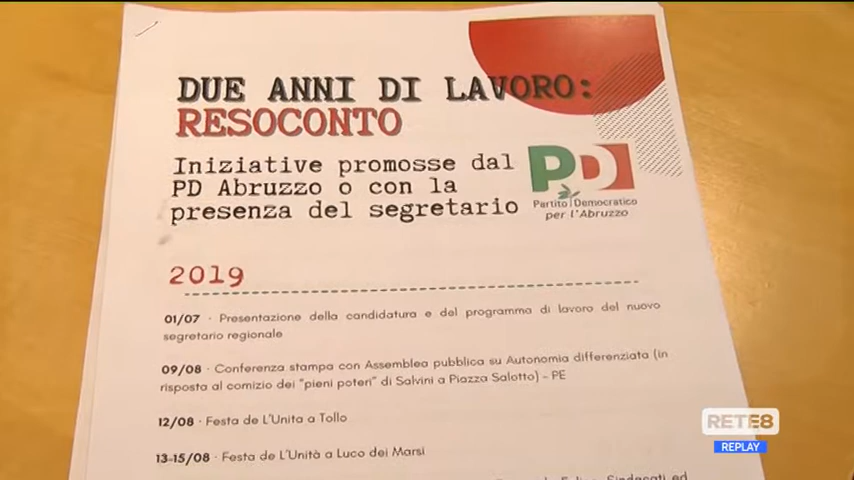 DUE ANNI DI LAVORO:
RESOCONTO
Iniziative promosse dal
PD Abruzzo o con la
presenza del segretario
PD
Partito Democratico
per l'Abruzzo
2019
01/07 · Presentazione della candidatura e del programma di lavoro del nuovo
segretario regionale
09/08 · Conferenza stampa con Assemblea pubblica su Autonomia differenziata (in
risposta al comizio dei "pieni poteri" di Salvini a Piazza Salotto) - PE
12/08 · Festa de L'Unita a Tollo
13-15/08 · Festa de L'Unità a Luco dei Marsi
Sindacati ed
RETE8
REPLAY